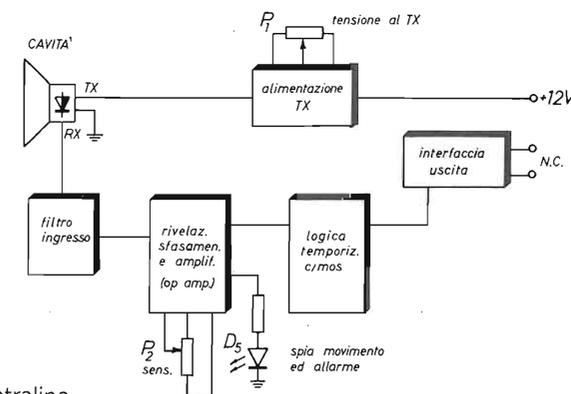 P1
tensione al TX
CAVITA'
TX
alimentazione
TX
+12V
RX
interfaccia
uscita
N.C.
filtro
ingresso
rivelaz.
sfasamen.
e amplif.
(op amp.)
logica
temporiz.
c/mos
P2
sens.
D5
spia movimento
ed allarme